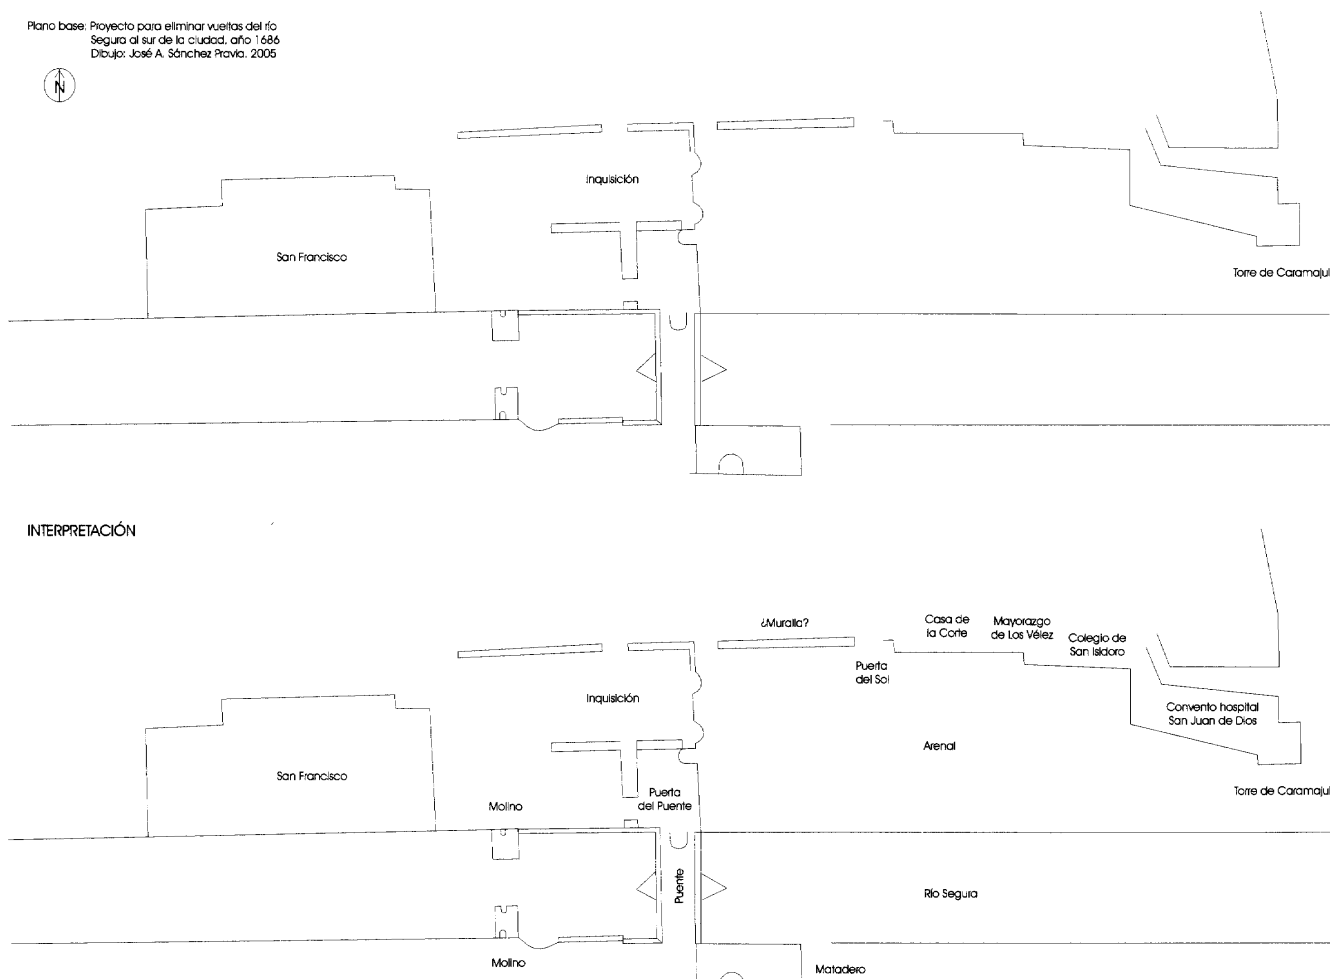 Plano base: Proyecto para eliminar vueltas del río
Segura al sur de la ciudad, año 1686
Dibujo: José A. Sánchez Pravia. 2005
N
Inquisición
San Francisco
Torre de Caramajul
INTERPRETACIÓN
¿Muralla?
Casa de
la Corte
Mayorazgo
de Los Vélez
Colegio de
San Isidoro
Puerta
del Sol
Inquisición
Convento hospital
San Juan de Dios
Arenal
San Francisco
Torre de Caramajul
Puerta
del Puente
Molino
Puente
Río Segura
Molino
Matadero